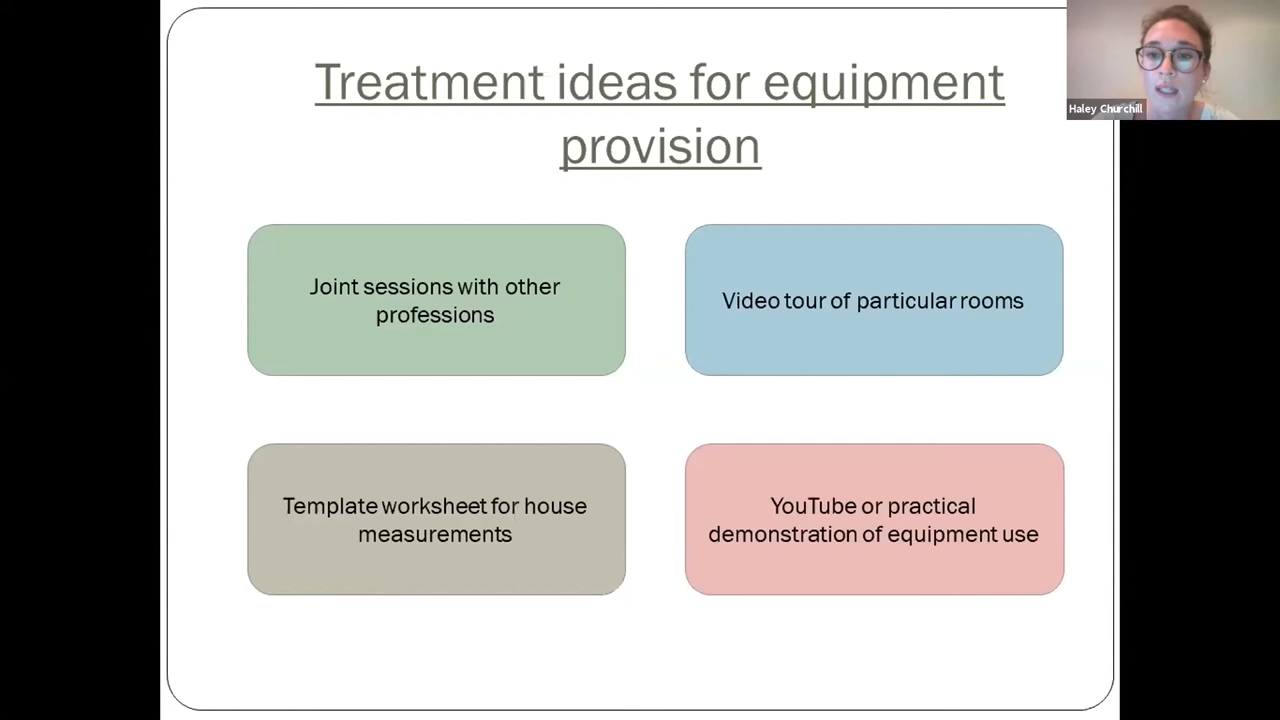 Treatment ideas for equipment
provision
Haley Churchill
Joint sessions with other
professions
Video tour of particular rooms
Template worksheet for house
measurements
YouTube or practical
demonstration of equipment use